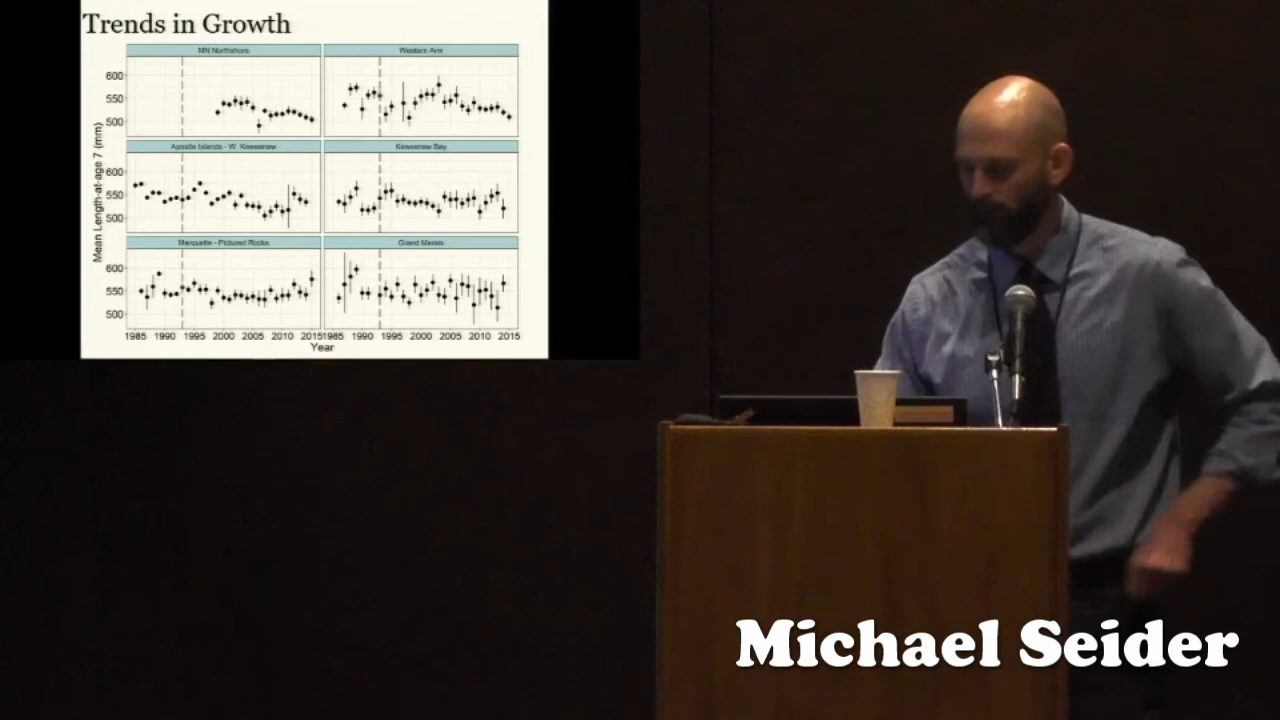 Trends in Growth
MN Northshore
Western Arm
600
550
500
Apostle Islands - W. Keweenaw
Keweenaw Bay
600
550
500
Marquette - Pictured Rocks
Grand Marais
600
550
500
Mean Length-at-age 7 (mm)
1985 1990 1995 2000 2005 2010 2015
1985 1990 1995 2000 2005 2010 2015
Year
Michael Seider